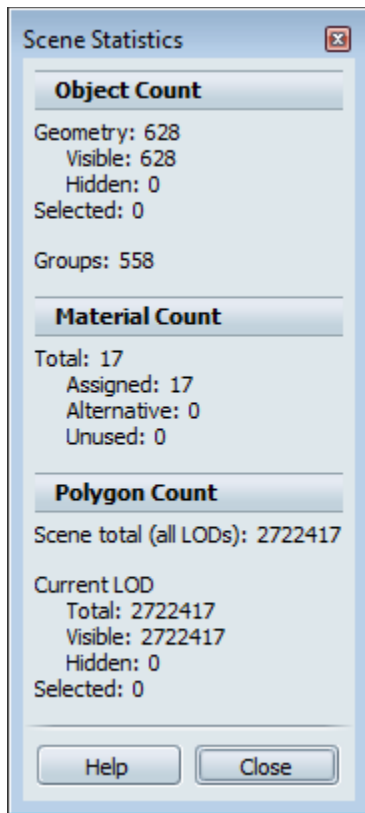 Scene Statistics
Object Count
Geometry: 628
Visible: 628
Hidden: 0
Selected: 0
Groups: 558
Material Count
Total: 17
Assigned: 17
Alternative: 0
Unused: 0
Polygon Count
Scene total (all LODs): 2722417
Current LOD
Total: 2722417
Visible: 2722417
Hidden: 0
Selected: 0
Help
Close